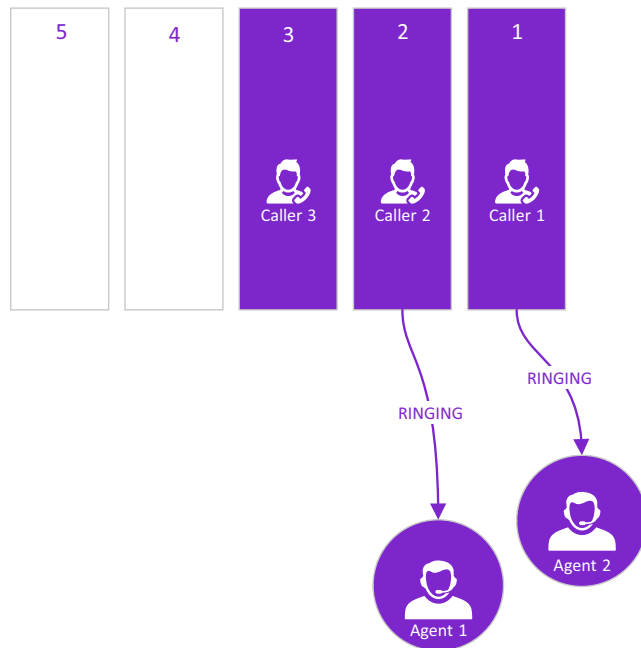 5
4
3
2
1
Caller 3
Caller 2
Caller 1
RINGING
RINGING
Agent 2
Agent 1